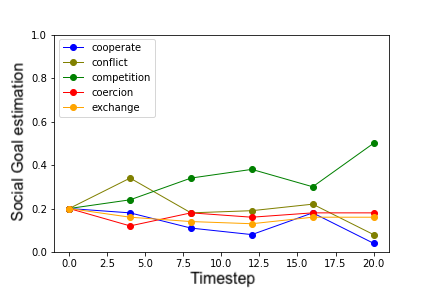 1.0
0.8
0.6
0.4
0.2
0.0
Social Goal estimation
cooperate
conflict
competition
coercion
exchange
0.0 2.5 5.0 7.5 10.0 12.5 15.0 17.5 20.0
Timestep